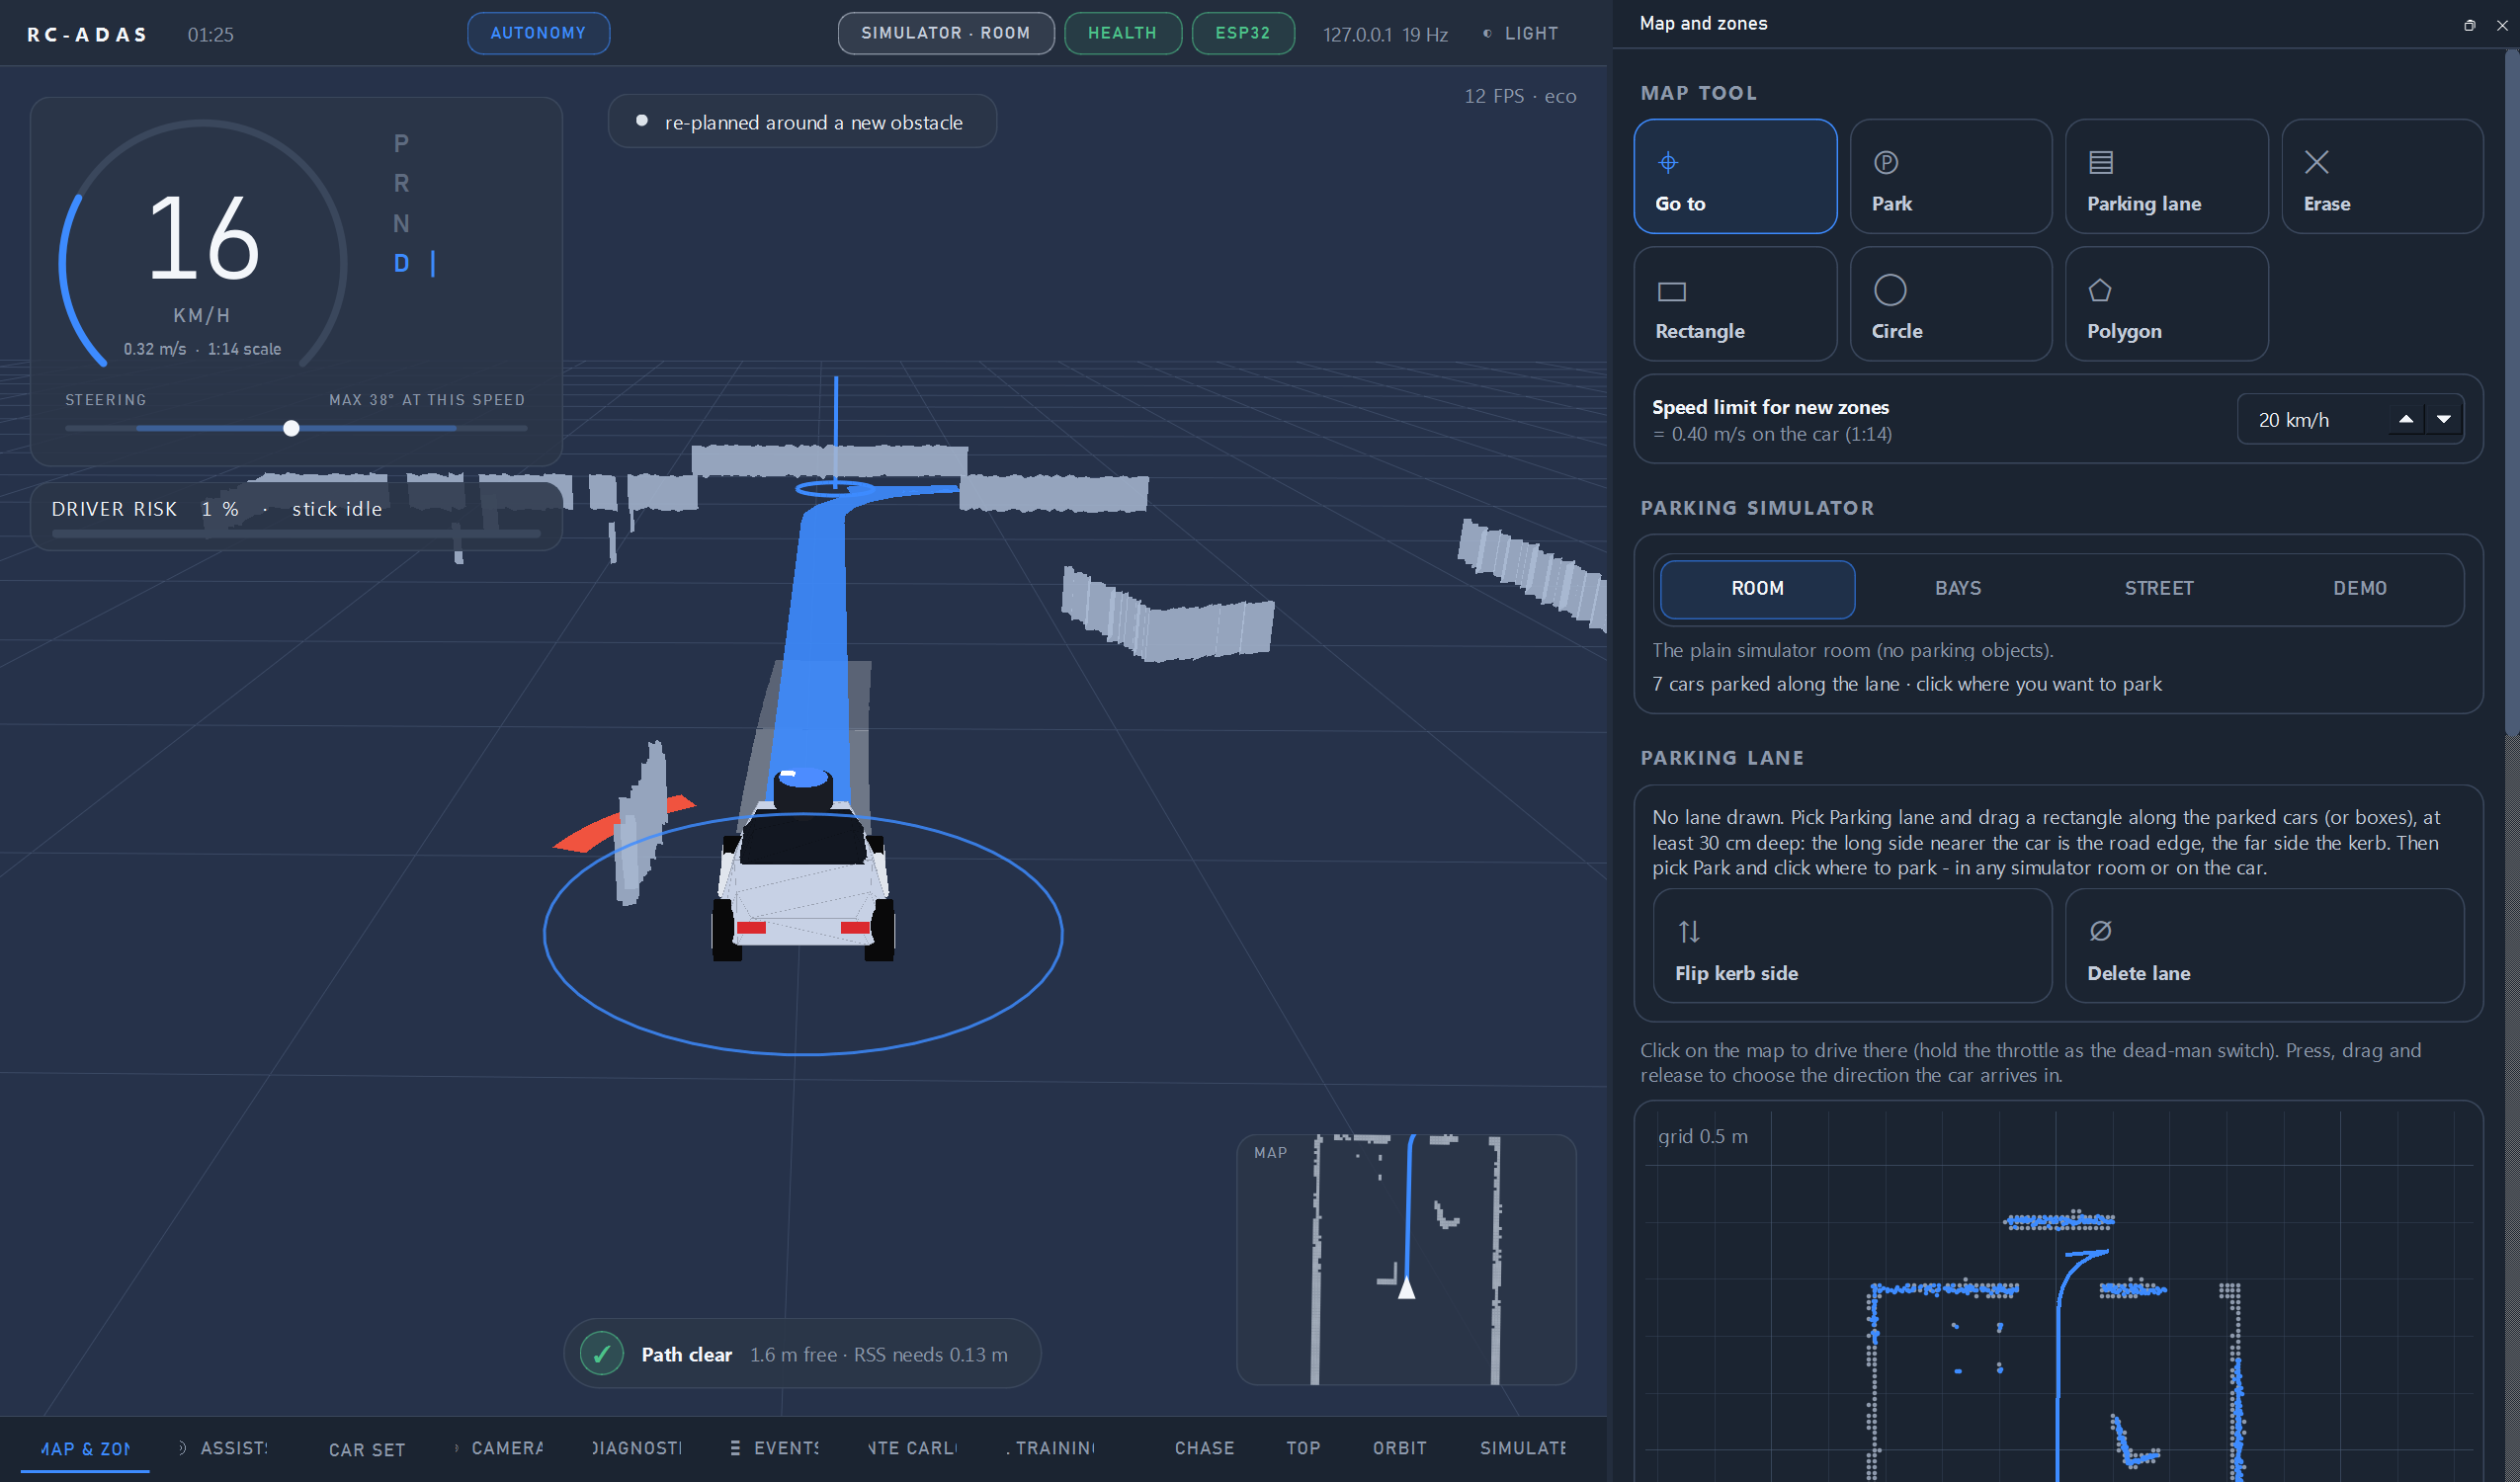 RC-ADAS 01:25 AUTONOMY SIMULATOR · ROOM HEALTH ESP32 127.0.0.1 19 Hz LIGHT
12 FPS · eco
re-planned around a new obstacle
P
R
N
D
16
KM/H
0.32 m/s · 1:14 scale
STEERING MAX 38° AT THIS SPEED
DRIVER RISK 1 % · stick idle
MAP
Path clear 1.6 m free · RSS needs 0.13 m
MAP & ZON ASSIST CAR SET CAMERA DIAGNOSTI EVENTS NTE CARL . TRAINING CHASE TOP ORBIT SIMULATE
Map and zones
MAP TOOL
Go to Park Parking lane Erase
Rectangle Circle Polygon
Speed limit for new zones
= 0.40 m/s on the car (1:14)
20 km/h
PARKING SIMULATOR
ROOM BAYS STREET DEMO
The plain simulator room (no parking objects).
7 cars parked along the lane · click where you want to park
PARKING LANE
No lane drawn. Pick Parking lane and drag a rectangle along the parked cars (or boxes), at
least 30 cm deep: the long side nearer the car is the road edge, the far side the kerb. Then
pick Park and click where to park - in any simulator room or on the car.
Flip kerb side Delete lane
Click on the map to drive there (hold the throttle as the dead-man switch). Press, drag and
release to choose the direction the car arrives in.
grid 0.5 m